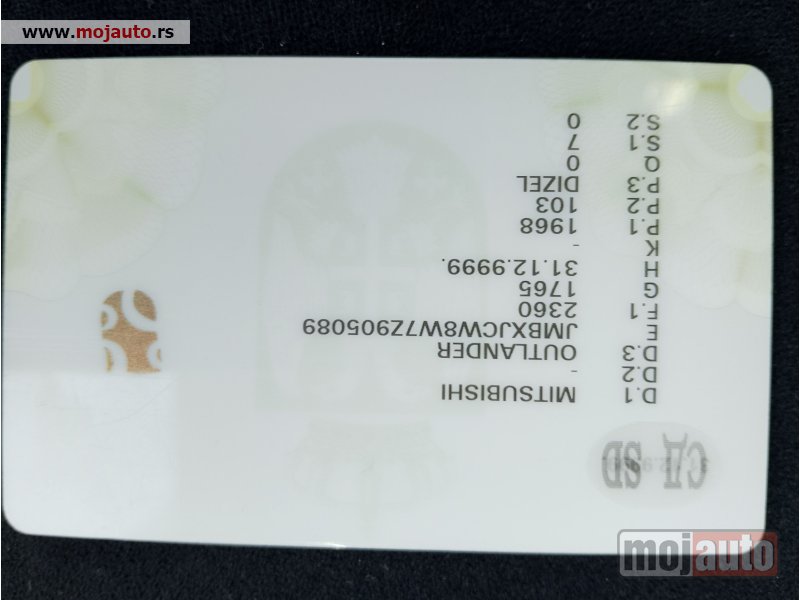 www.mojauto.rs
СД SD
D.1 MITSUBISHI
D.2 -
D.3 OUTLANDER
E JMBXJCW8W7Z905089
F.1 2360
G 1765
H 31.12.9999.
K -
P.1 1968
P.2 103
P.3 DIZEL
Q 0
S.1 7
S.2 0
mojauto